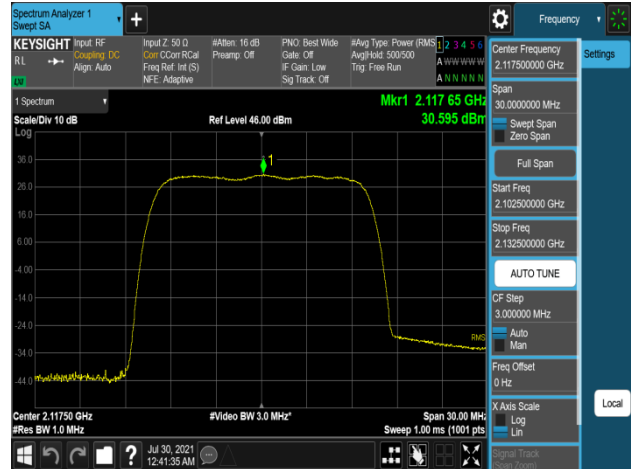 Spectrum Analyzer 1
Swept SA
+
Frequency
KEYSIGHT
RL
Input: RF
Coupling: DC
Align: Auto
Input Z: 50 Ω
Corr CCorr RCal
Freq Ref: Int (S)
NFE: Adaptive
#Atten: 16 dB
Preamp: Off
PNO: Best Wide
Gate: Off
IF Gain: Low
Sig Track: Off
#Avg Type: Power (RMS
Avg|Hold: 500/500
Trig: Free Run
1 2 3 4 5 6
A W W W W W
A N N N N N
1 Spectrum
Scale/Div 10 dB
Log
Ref Level 46.00 dBm
Mkr1 2.117 65 GHz
30.595 dBm
1
36.0
26.0
16.0
6.00
-4.00
-14.0
-24.0
-34.0
-44.0
RMS
Center 2.11750 GHz
#Res BW 1.0 MHz
#Video BW 3.0 MHz*
Span 30.00 MHz
Sweep 1.00 ms (1001 pts
Jul 30, 2021
12:41:35 AM
?
Center Frequency
2.117500000 GHz
Span
30.0000000 MHz
Swept Span
Zero Span
Full Span
Start Freq
2.102500000 GHz
Stop Freq
2.132500000 GHz
AUTO TUNE
CF Step
3.000000 MHz
Auto
Man
Freq Offset
0 Hz
X Axis Scale
Log
Lin
Signal Track
(Span Zoom)
Settings
Local